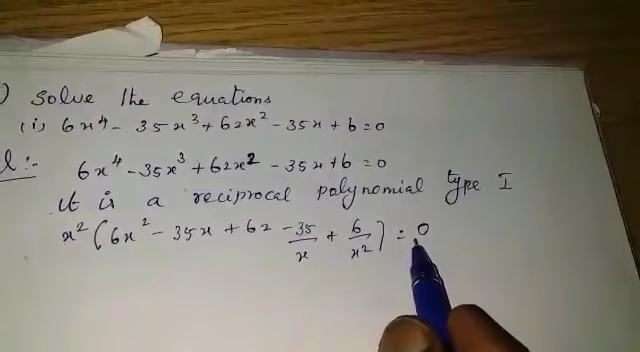 ) Solve the equations
(i) 6x⁴ - 35x³ + 62x² - 35x + 6 = 0
l :- 6x⁴ - 35x³ + 62x² - 35x + 6 = 0
it is a reciprocal polynomial type I
x² (6x² - 35x + 62 - 35/x + 6/x²) = 0